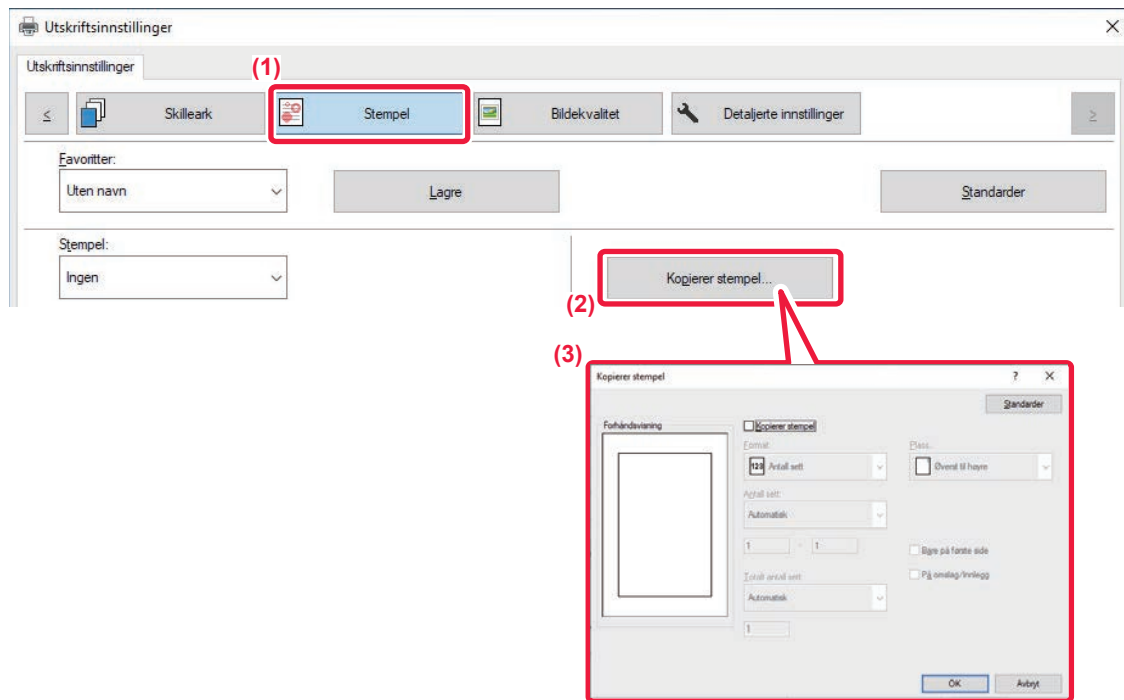 Utskriftsinnstillinger
Utskriftsinnstillinger
(1)
<
Skilleark
Stempel
Bildekvalitet
Detaljerte innstillinger
>
Favoritter:
Uten navn
Lagre
Standarder
Stempel:
Ingen
Kopierer stempel...
(2)
(3)
Kopierer stempel
?
Standarder
Forhåndsvisning
Kopierer stempel
Format:
Plass:
123 Antall sett
Øverst til høyre
Antall sett:
Automatisk
1 - 1
Bare på første side
Totalt antall sett:
På omslag/Innlegg
Automatisk
1
OK
Avbryt